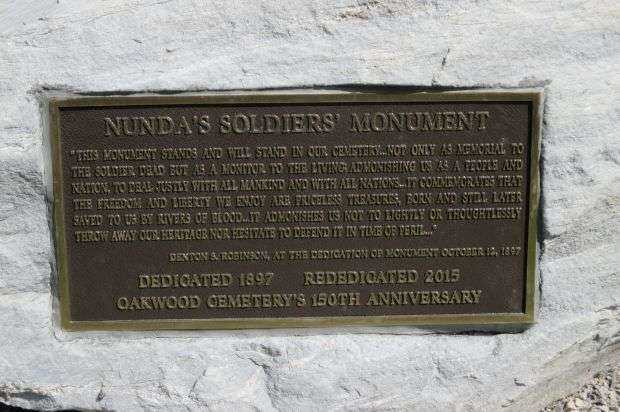 NUNDA'S SOLDIERS' MONUMENT
"THIS MONUMENT STANDS AND WILL STAND IN OUR CEMETERY...NOT ONLY AS MEMORIAL TO
THE SOLDIER DEAD BUT AS A MONITOR TO THE LIVING; ADMONISHING US AS A PEOPLE AND
NATION, TO DEAL JUSTLY WITH ALL MANKIND AND WITH ALL NATIONS...IT COMMEMORATES THAT
THE FREEDOM AND LIBERTY WE ENJOY ARE PRICELESS TREASURES, BORN AND STILL LATER
SAVED TO US BY RIVERS OF BLOOD...IT ADMONISHES US NOT TO LIGHTLY OR THOUGHTLESSLY
THROW AWAY OUR HERITAGE NOR HESITATE TO DEFEND IT IN TIME OF PERIL..."
DENTON S. ROBINSON, AT THE DEDICATION OF MONUMENT OCTOBER 12, 1897
DEDICATED 1897 REDEDICATED 2015
OAKWOOD CEMETERY'S 150TH ANNIVERSARY